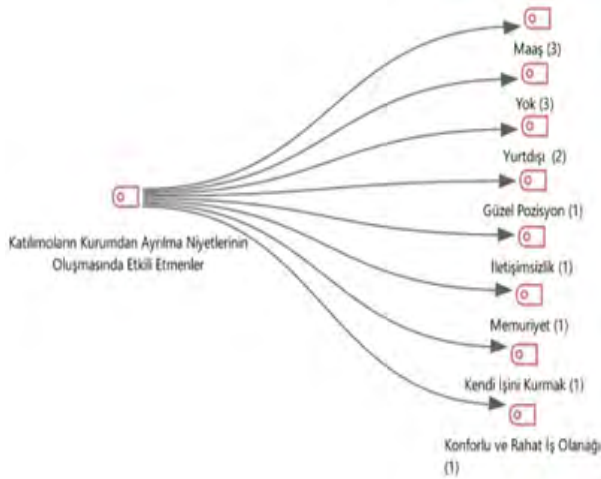 Maaş (3)
Yok (3)
Yurtdışı (2)
Güzel Pozisyon (1)
Katılımcıların Kurumdan Ayrılma Niyetlerinin
Oluşmasında Etkili Etmenler
İletişimsizlik (1)
Memuriyet (1)
Kendi İşini Kurmak (1)
Konforlu ve Rahat İş Olanağı
(1)